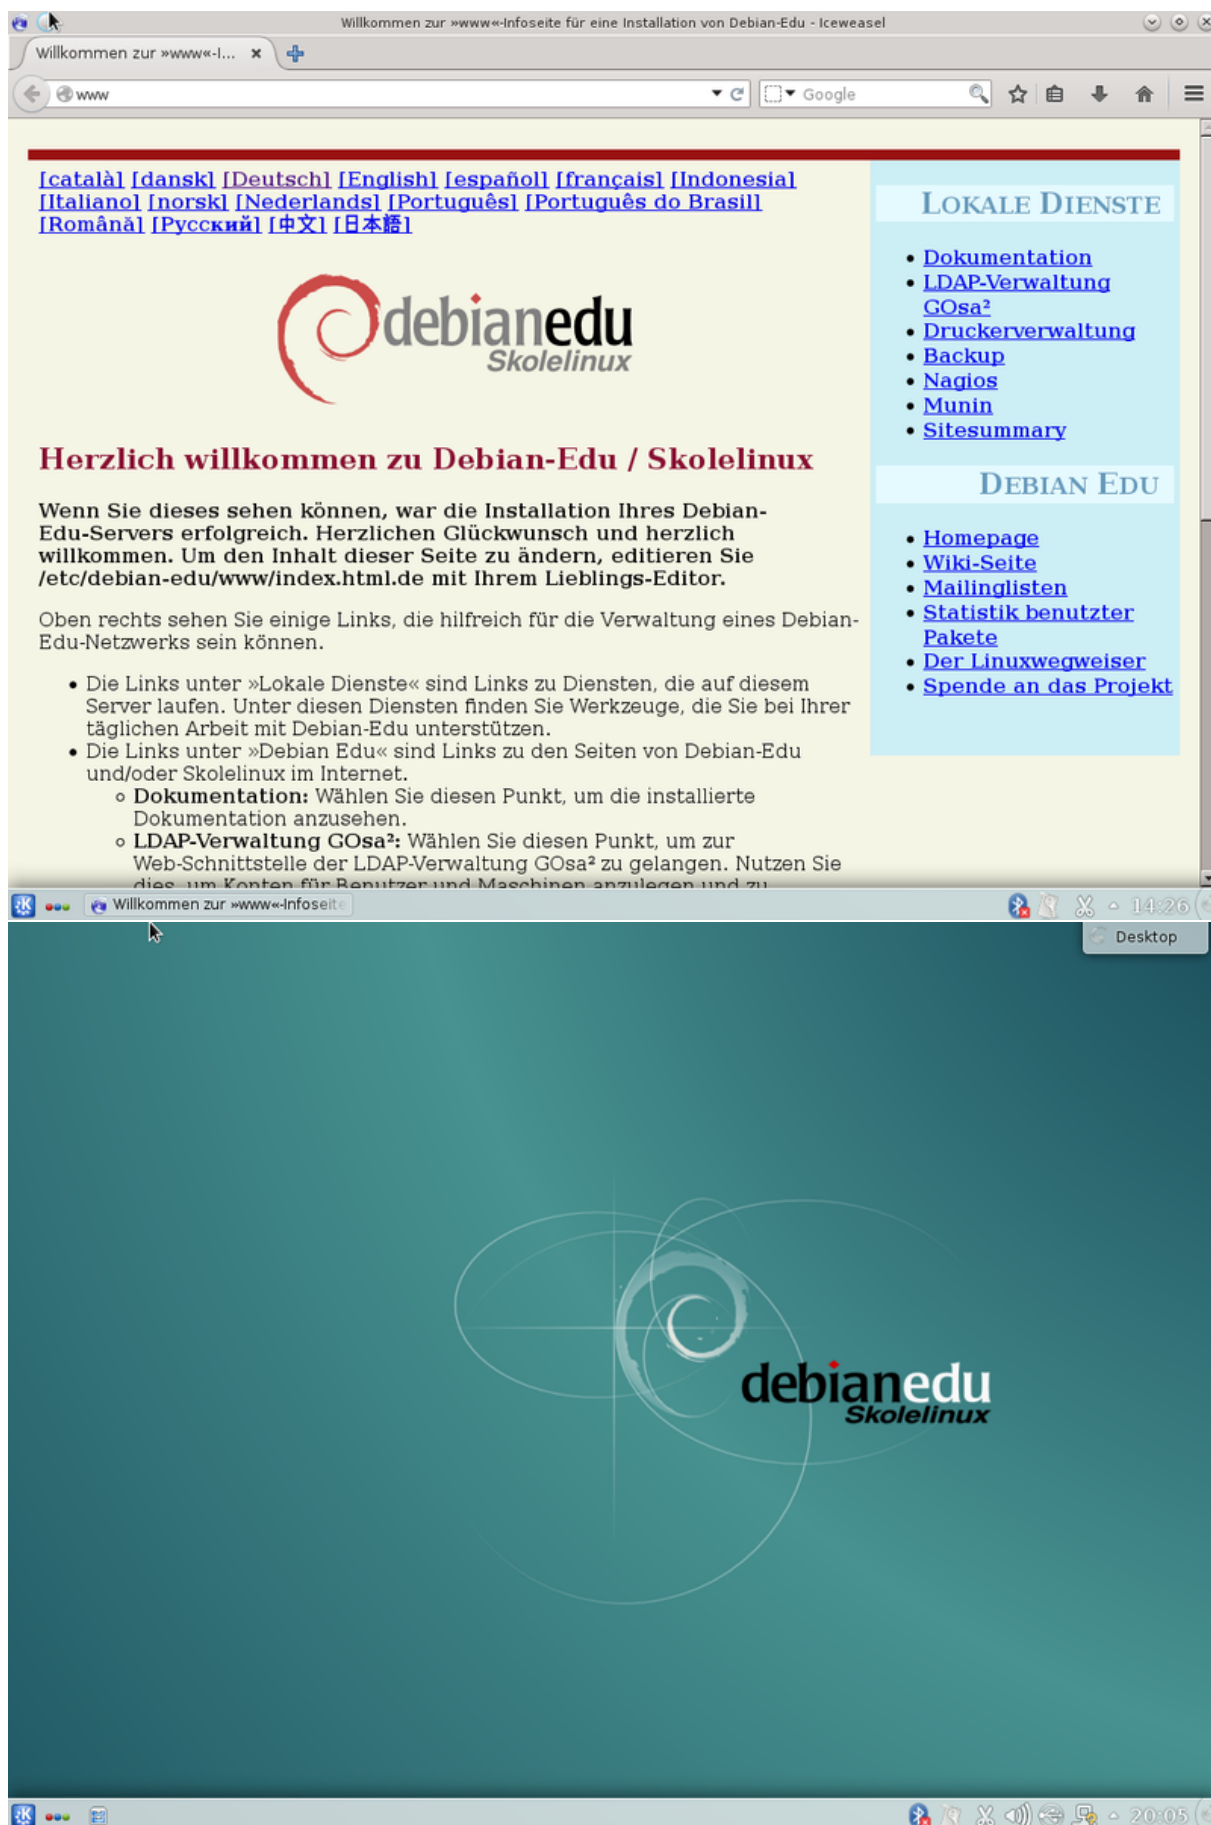 Willkommen zur »www«-Infoseite für eine Installation von Debian-Edu - Iceweasel
Willkommen zur »www«-I...
www
Google
[català] [dansk] [Deutsch] [English] [español] [français] [Indonesia]
[Italiano] [norsk] [Nederlands] [Português] [Português do Brasil]
[Română] [Русский] [中文] [日本語]
debianedu
Skolelinux
Herzlich willkommen zu Debian-Edu / Skolelinux
Wenn Sie dieses sehen können, war die Installation Ihres Debian-
Edu-Servers erfolgreich. Herzlichen Glückwunsch und herzlich
willkommen. Um den Inhalt dieser Seite zu ändern, editieren Sie
/etc/debian-edu/www/index.html.de mit Ihrem Lieblings-Editor.
Oben rechts sehen Sie einige Links, die hilfreich für die Verwaltung eines Debian-
Edu-Netzwerks sein können.
Die Links unter »Lokale Dienste« sind Links zu Diensten, die auf diesem
Server laufen. Unter diesen Diensten finden Sie Werkzeuge, die Sie bei Ihrer
täglichen Arbeit mit Debian-Edu unterstützen.
Die Links unter »Debian Edu« sind Links zu den Seiten von Debian-Edu
und/oder Skolelinux im Internet.
Dokumentation: Wählen Sie diesen Punkt, um die installierte
Dokumentation anzusehen.
LDAP-Verwaltung GOsa²: Wählen Sie diesen Punkt, um zur
Web-Schnittstelle der LDAP-Verwaltung GOsa² zu gelangen. Nutzen Sie
dies, um Konten für Benutzer und Maschinen anzulegen und zu
Lokale Dienste
Dokumentation
LDAP-Verwaltung
GOsa²
Druckerverwaltung
Backup
Nagios
Munin
Sitesummary
Debian Edu
Homepage
Wiki-Seite
Mailinglisten
Statistik benutzter
Pakete
Der Linuxwegweiser
Spende an das Projekt
Willkommen zur »www«-Infoseite
14:26
Desktop
debianedu
Skolelinux
20:05